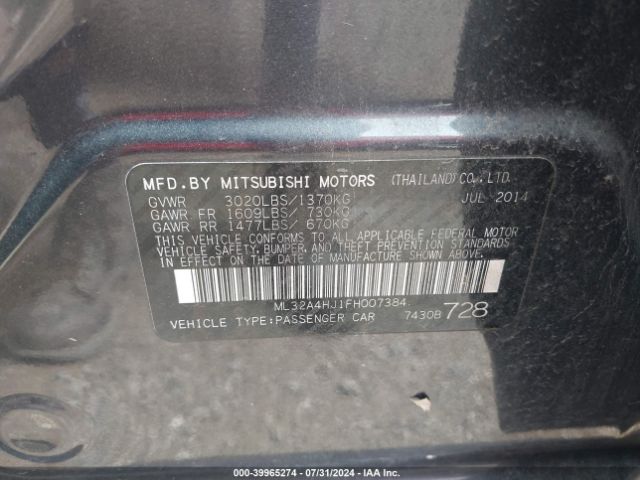 MFD.BY MITSUBISHI MOTORS (THAILAND) CO., LTD.
GVWR 3020LBS/1370KG JUL 2014
GAWR FR 1609LBS/ 730KG
GAWR RR 1477LBS/ 670KG
THIS VEHICLE CONFORMS TO ALL APPLICABLE FEDERAL MOTOR
VEHICLE SAFETY, BUMPER, AND THEFT PREVENTION STANDARDS
IN EFFECT ON THE DATE OF MANUFACTURE SHOWN ABOVE.
ML32A4HJ1FH007384
VEHICLE TYPE:PASSENGER CAR 7430B 728
000-39965274 - 07/31/2024 - IAA Inc.